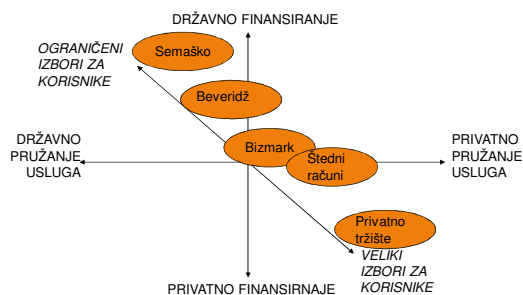 DRŽAVNO FINANSIRANJE
OGRANIČENI
IZBORI ZA
KORISNIKE
Semaško
Beveridž
DRŽAVNO
PRUŽANJE
USLUGA
Bizmark
Štedni
računi
PRIVATNO
PRUŽANJE
USLUGA
Privatno
tržište
VELIKI
IZBORI ZA
KORISNIKE
PRIVATNO FINANSIRNAJE